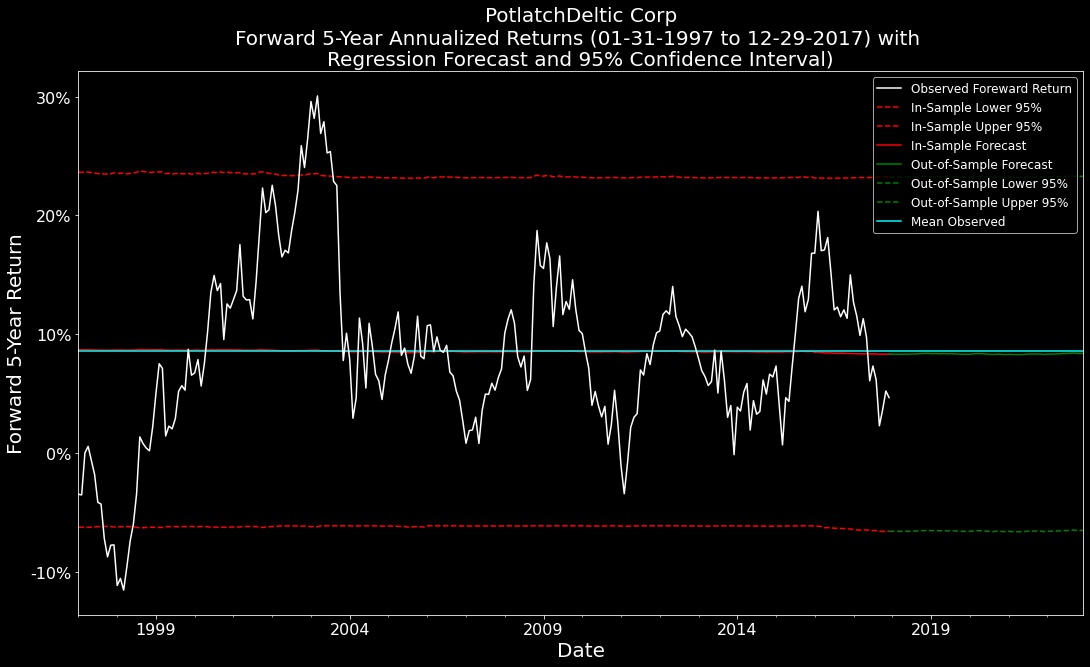 PotlatchDeltic Corp
Forward 5-Year Annualized Returns (01-31-1997 to 12-29-2017) with
Regression Forecast and 95% Confidence Interval)
Observed Foreward Return
In-Sample Lower 95%
In-Sample Upper 95%
In-Sample Forecast
Out-of-Sample Forecast
Out-of-Sample Lower 95%
Out-of-Sample Upper 95%
Mean Observed
Forward 5-Year Return
30%
20%
10%
0%
-10%
1999
2004
2009
2014
2019
Date